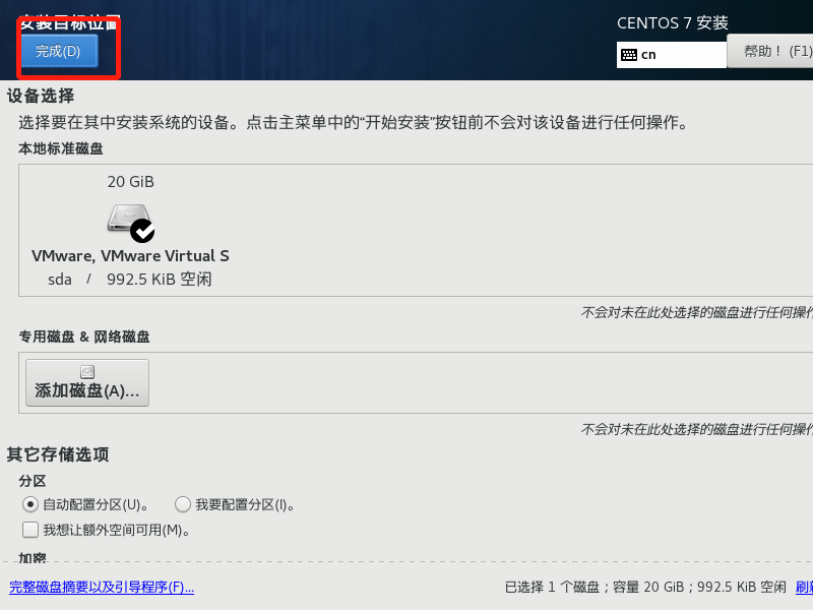 安装目标位置
CENTOS 7 安装
完成(D)
cn
帮助！ (F1)
设备选择
选择要在其中安装系统的设备。点击主菜单中的“开始安装”按钮前不会对该设备进行任何操作。
本地标准磁盘
20 GiB
VMware, VMware Virtual S
sda / 992.5 KiB 空闲
不会对未在此处选择的磁盘进行任何操作
专用磁盘 & 网络磁盘
添加磁盘(A)...
不会对未在此处选择的磁盘进行任何操作
其它存储选项
分区
自动配置分区(U)。 我要配置分区(I)。
我想让额外空间可用(M)。
加密
完整磁盘摘要以及引导程序(F)...
已选择 1 个磁盘；容量 20 GiB；992.5 KiB 空闲 刷新